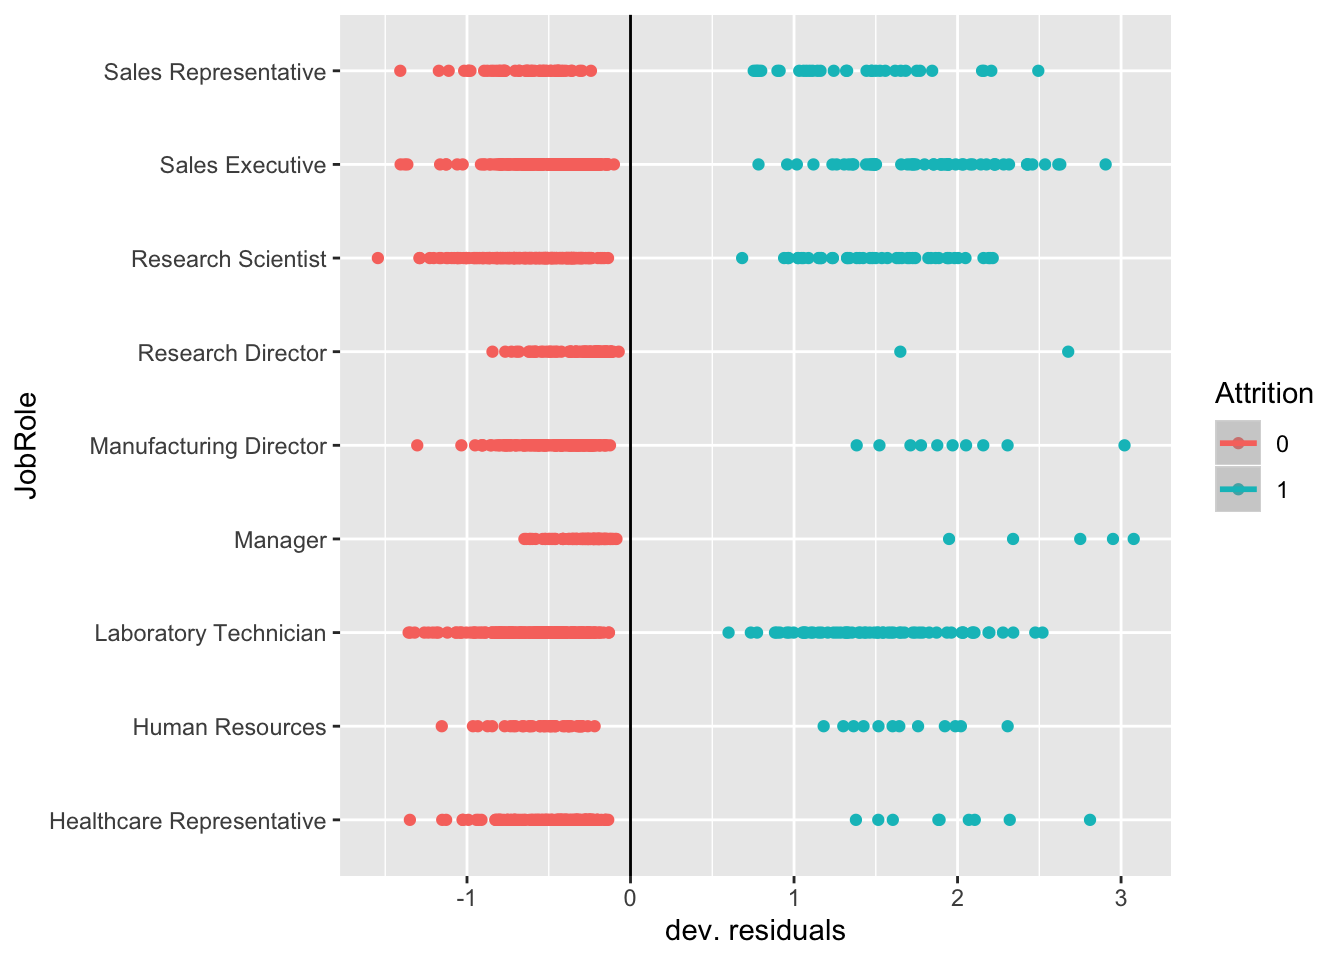 JobRole
Sales Representative
Sales Executive
Research Scientist
Research Director
Manufacturing Director
Manager
Laboratory Technician
Human Resources
Healthcare Representative
-1 0 1 2 3
dev. residuals
Attrition
0
1